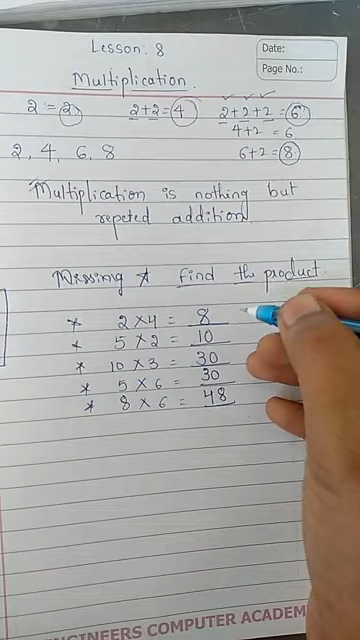 Lesson: 8
Date:
Page No.:
Multiplication.
2 = 2
2+2 = 4
2+2+2 = 6
4+2 = 6
6+2 = 8
2, 4, 6, 8
Multiplication is nothing but
repeted addition
Missing * find the product
* 2 × 4 = 8
* 5 × 2 = 10
* 10 × 3 = 30
* 5 × 6 = 30
* 8 × 6 = 48
NGINEERS COMPUTER ACADEM